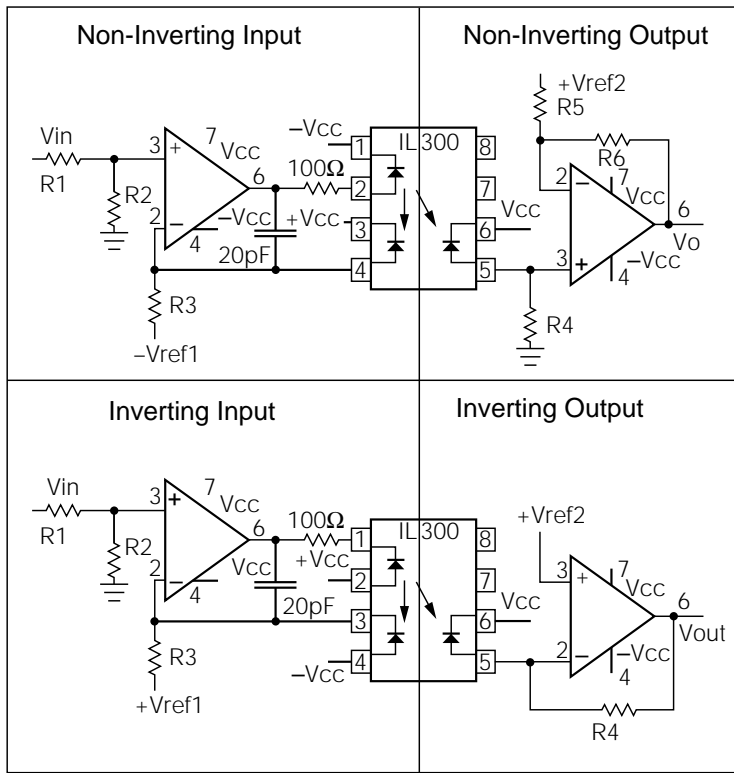 Non-Inverting Input
Vin
R1
R2
3
+
7
Vcc
6
2
−
4
−Vcc
20pF
100Ω
R3
−Vref1
−Vcc
+Vcc
IL300
1
2
3
4
8
7
6
5
Vcc
Non-Inverting Output
+Vref2
R5
R6
2
−
7
Vcc
6
Vo
3
+
4
−Vcc
R4
Inverting Input
Vin
R1
R2
3
+
7
Vcc
6
2
−
4
Vcc
20pF
100Ω
R3
+Vref1
+Vcc
−Vcc
IL300
1
2
3
4
8
7
6
5
Vcc
Inverting Output
+Vref2
3
+
7
Vcc
6
Vout
2
−
4
−Vcc
R4